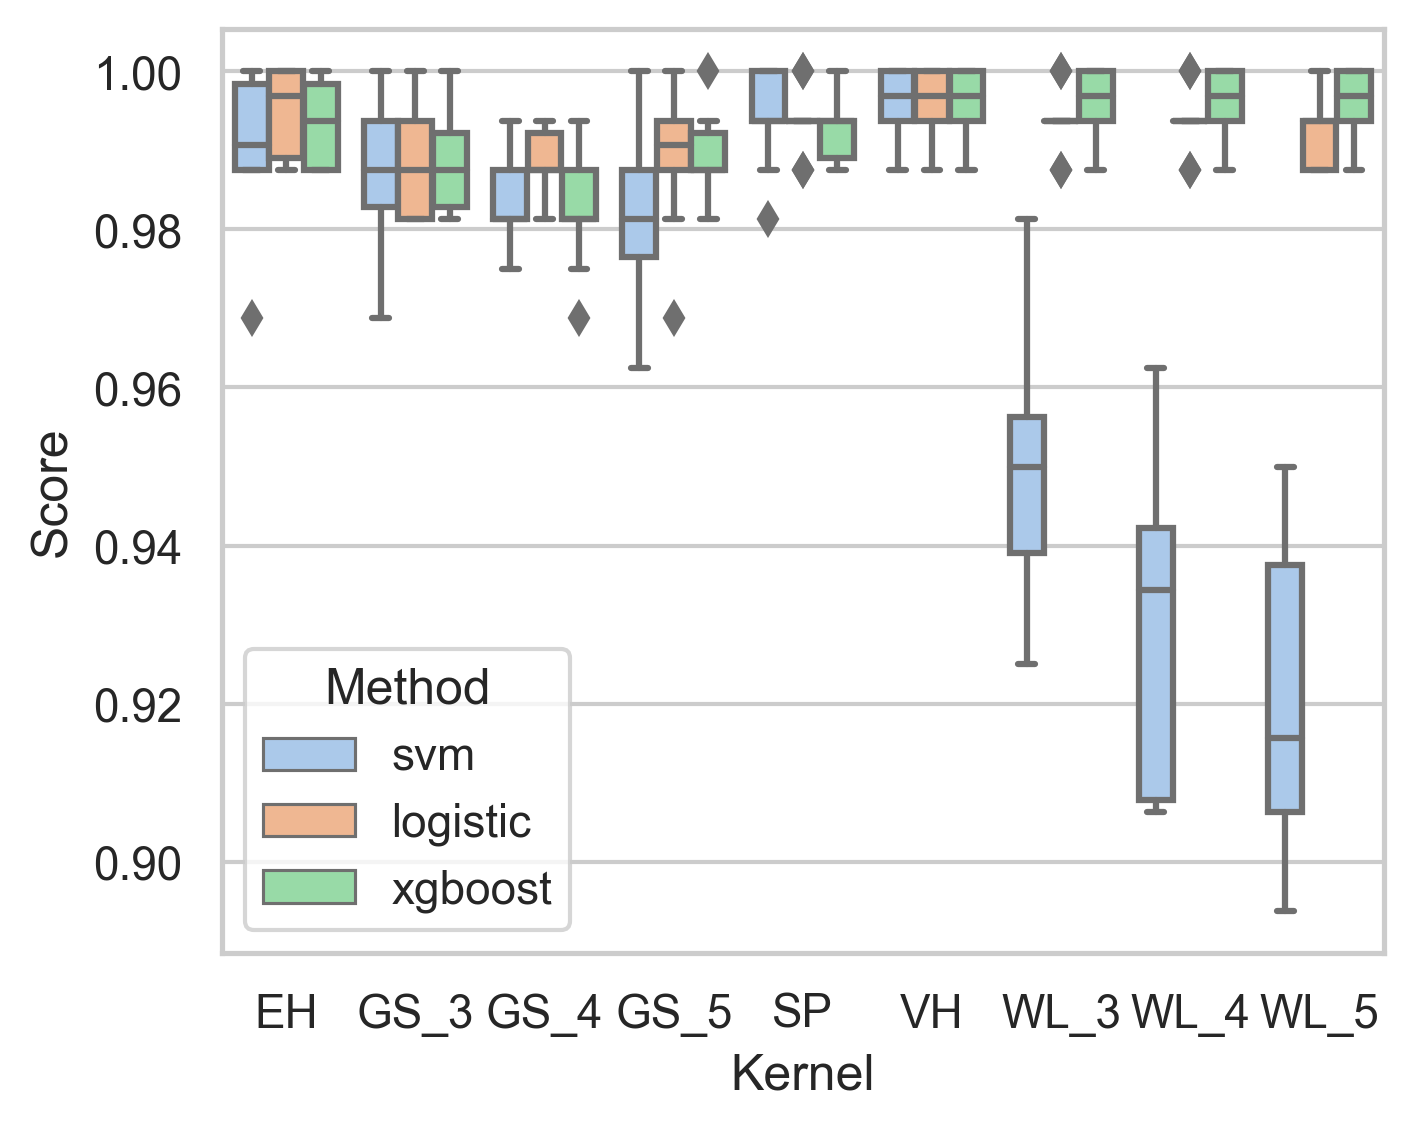 1.00
0.98
0.96
0.94
0.92
0.90
Score
Method
svm
logistic
xgboost
EH GS_3 GS_4 GS_5 SP VH WL_3 WL_4 WL_5
Kernel